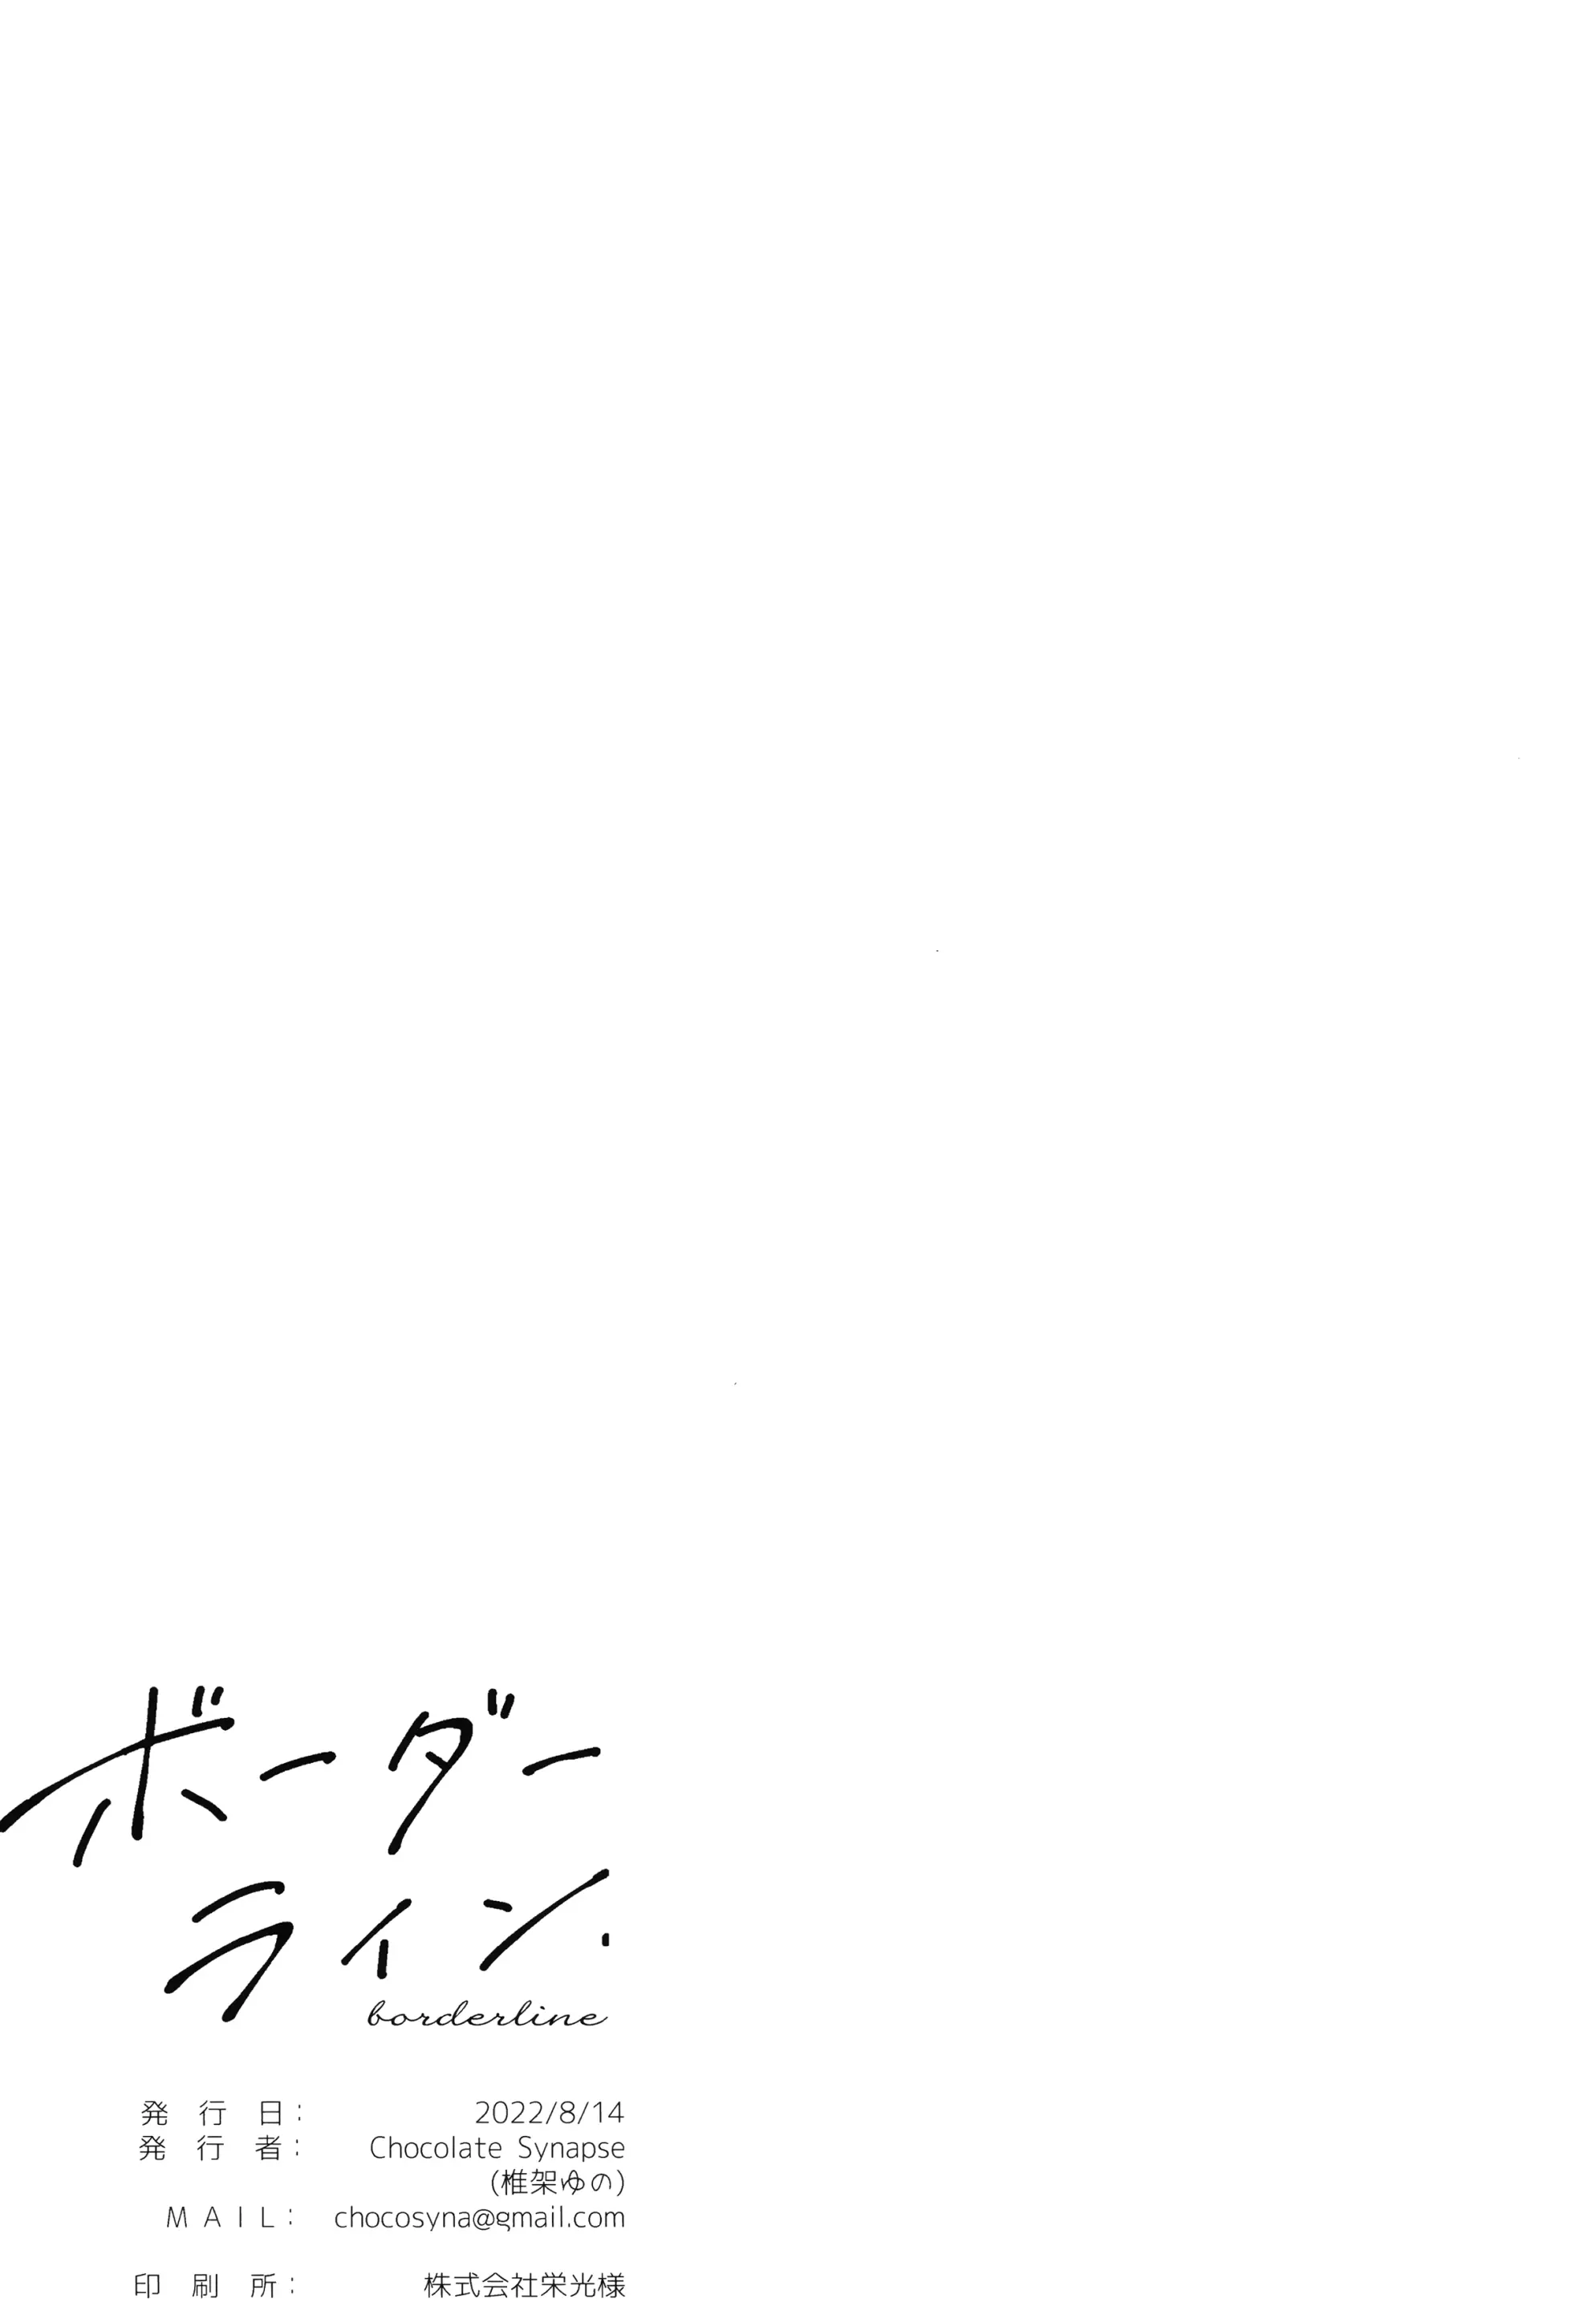 ボーダー
ライン.
borderline
発行日: 2022/8/14
発行者: Chocolate Synapse
(椎架ゆの)
MAIL: chocosyna@gmail.com
印刷所: 株式会社栄光様